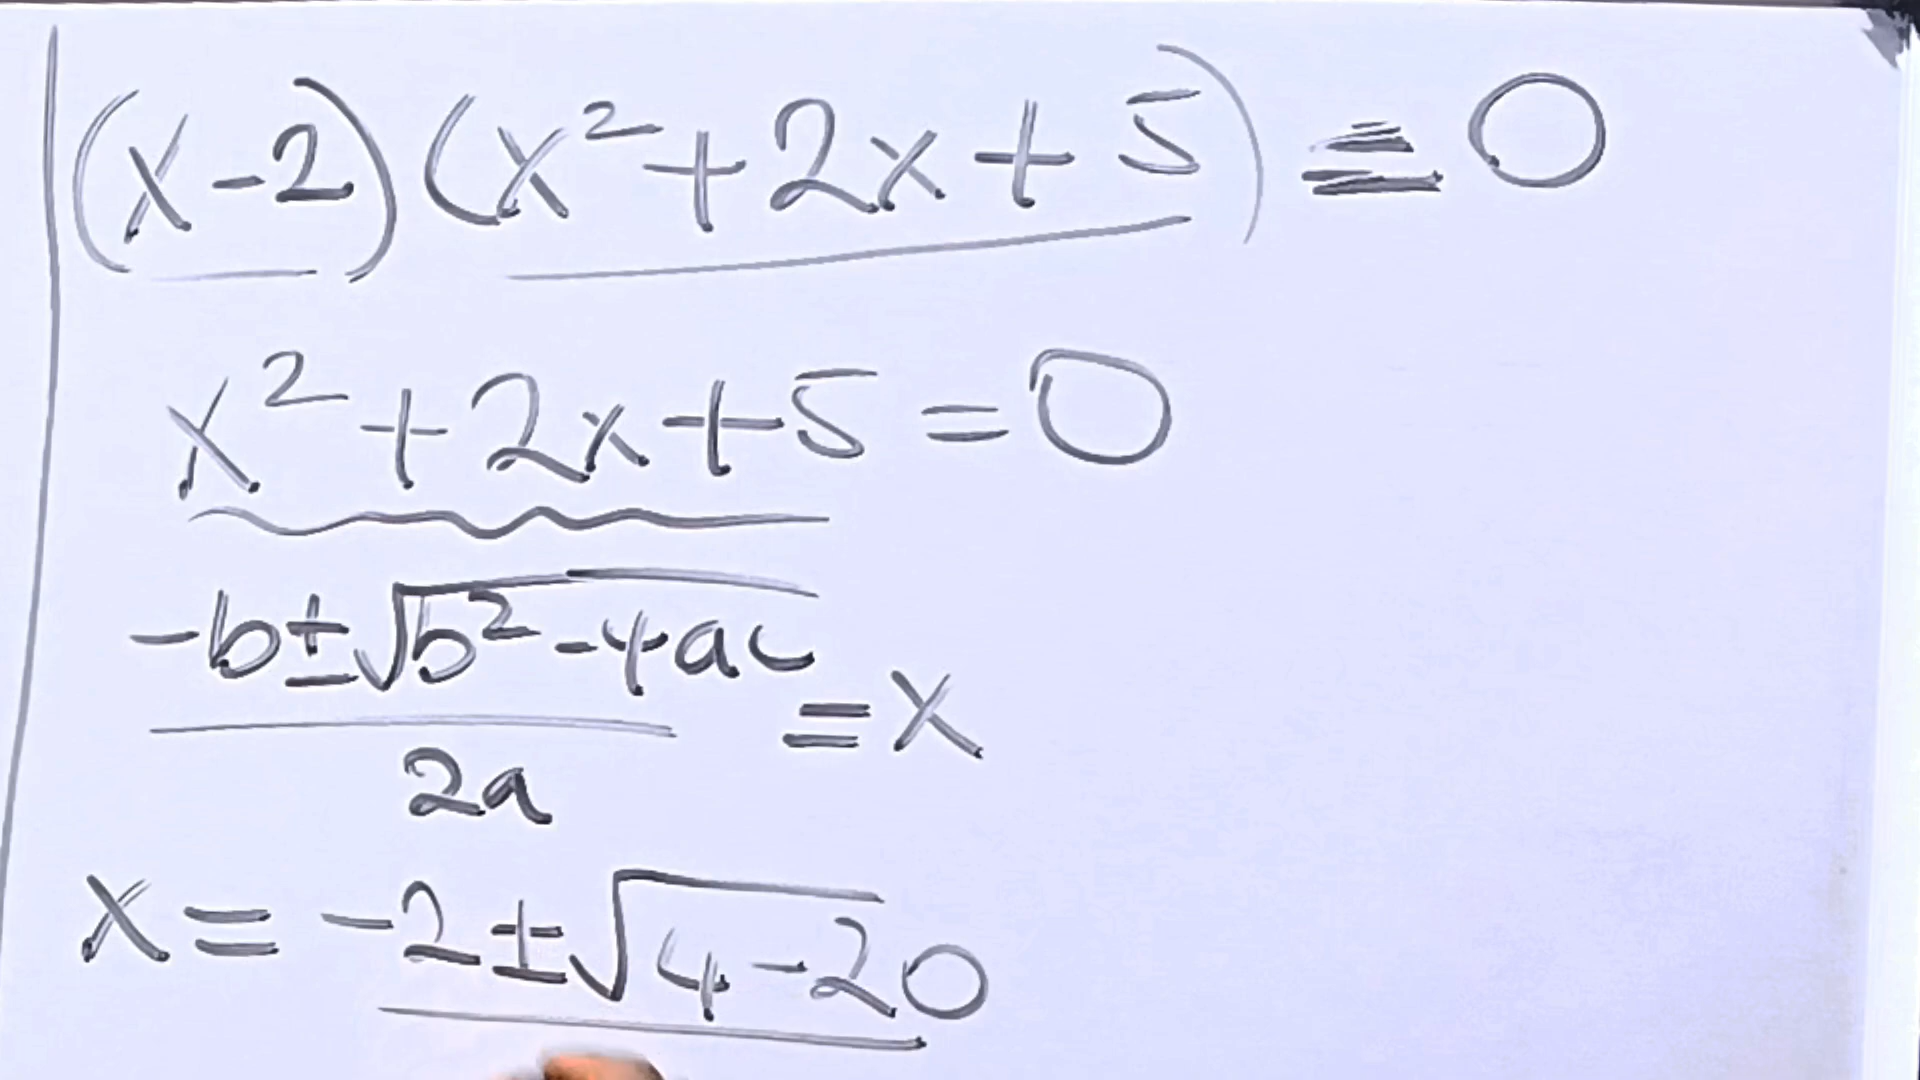 (x-2)(x²+2x+5)=0
x²+2x+5=0
-b±√b²-4ac
2a
=x
x=-2±√4-20